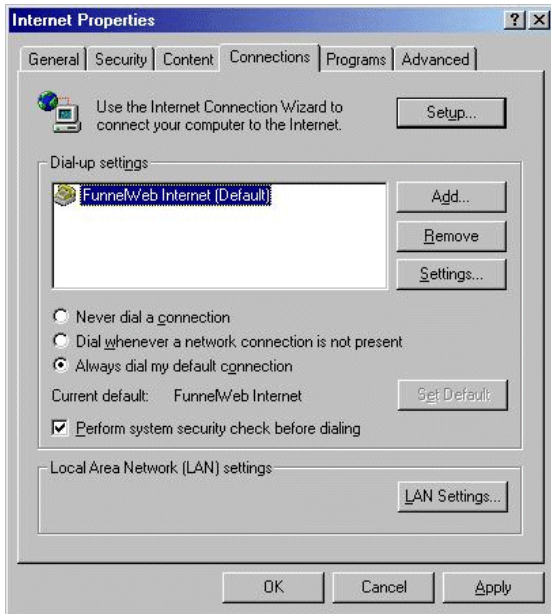 Internet Properties
General Security Content Connections Programs Advanced
Use the Internet Connection Wizard to
connect your computer to the Internet.
Setup...
Dial-up settings
FunnelWeb Internet (Default)
Add...
Remove
Settings...
Never dial a connection
Dial whenever a network connection is not present
Always dial my default connection
Current default: FunnelWeb Internet
Set Default
Perform system security check before dialing
Local Area Network (LAN) settings
LAN Settings...
OK Cancel Apply